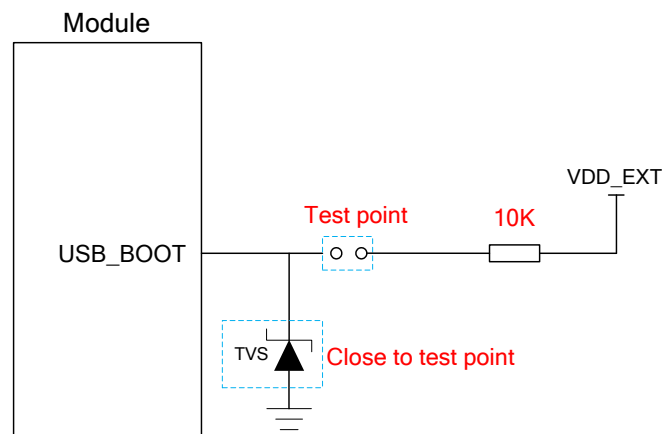 Module
VDD_EXT
Test point
10K
USB_BOOT
TVS
Close to test point